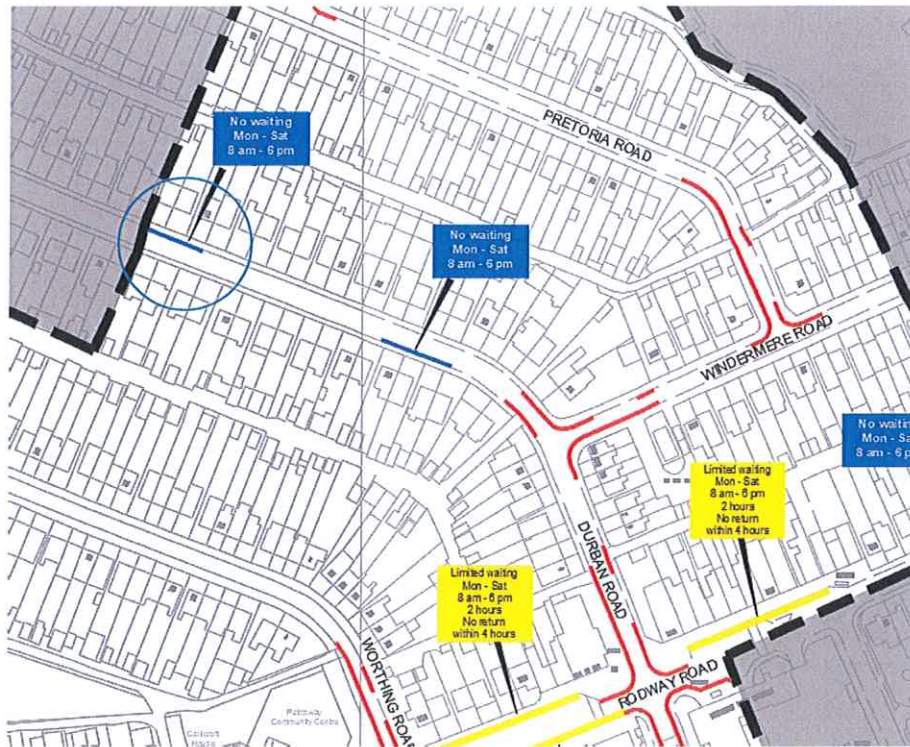 PRETORIA ROAD
No waiting
Mon - Sat
8 am - 6 pm
No waiting
Mon - Sat
8 am - 6 pm
WINDERMERE ROAD
No waiting
Mon - Sa
8 am - 6 p
Limited waiting
Mon - Sat
8 am - 6 pm
2 hours
No return
within 4 hours
DURBAN ROAD
Limited waiting
Mon - Sat
8 am - 6 pm
2 hours
No return
within 4 hours
WORTHING ROAD
RODWAY ROAD
Community Centre
House